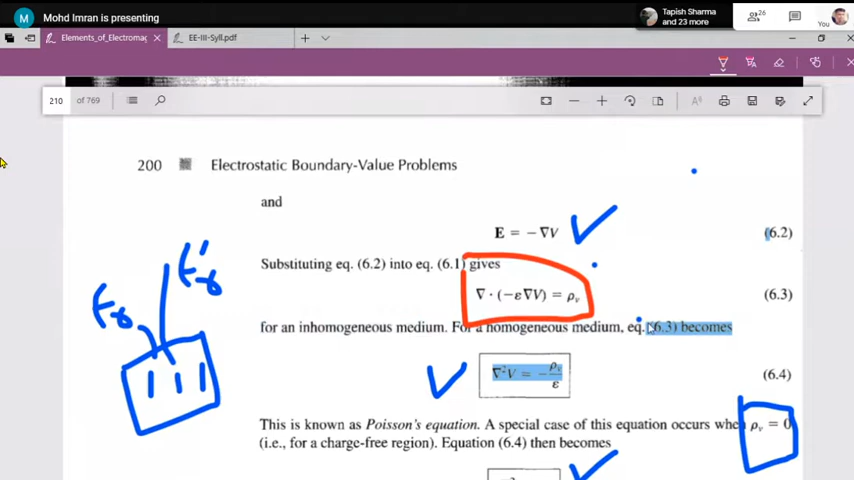 M Mohd Imran is presenting
Tapish Sharma
and 23 more
26
You
Elements_of_Electromag
EE-III-Syll.pdf
210 of 769
200 Electrostatic Boundary-Value Problems
and
E = −∇V (6.2)
Substituting eq. (6.2) into eq. (6.1) gives
∇ · (−ε∇V) = ρᵥ (6.3)
for an inhomogeneous medium. For a homogeneous medium, eq. (6.3) becomes
∇²V = −ρᵥ/ε (6.4)
This is known as Poisson's equation. A special case of this equation occurs when ρᵥ = 0
(i.e., for a charge-free region). Equation (6.4) then becomes